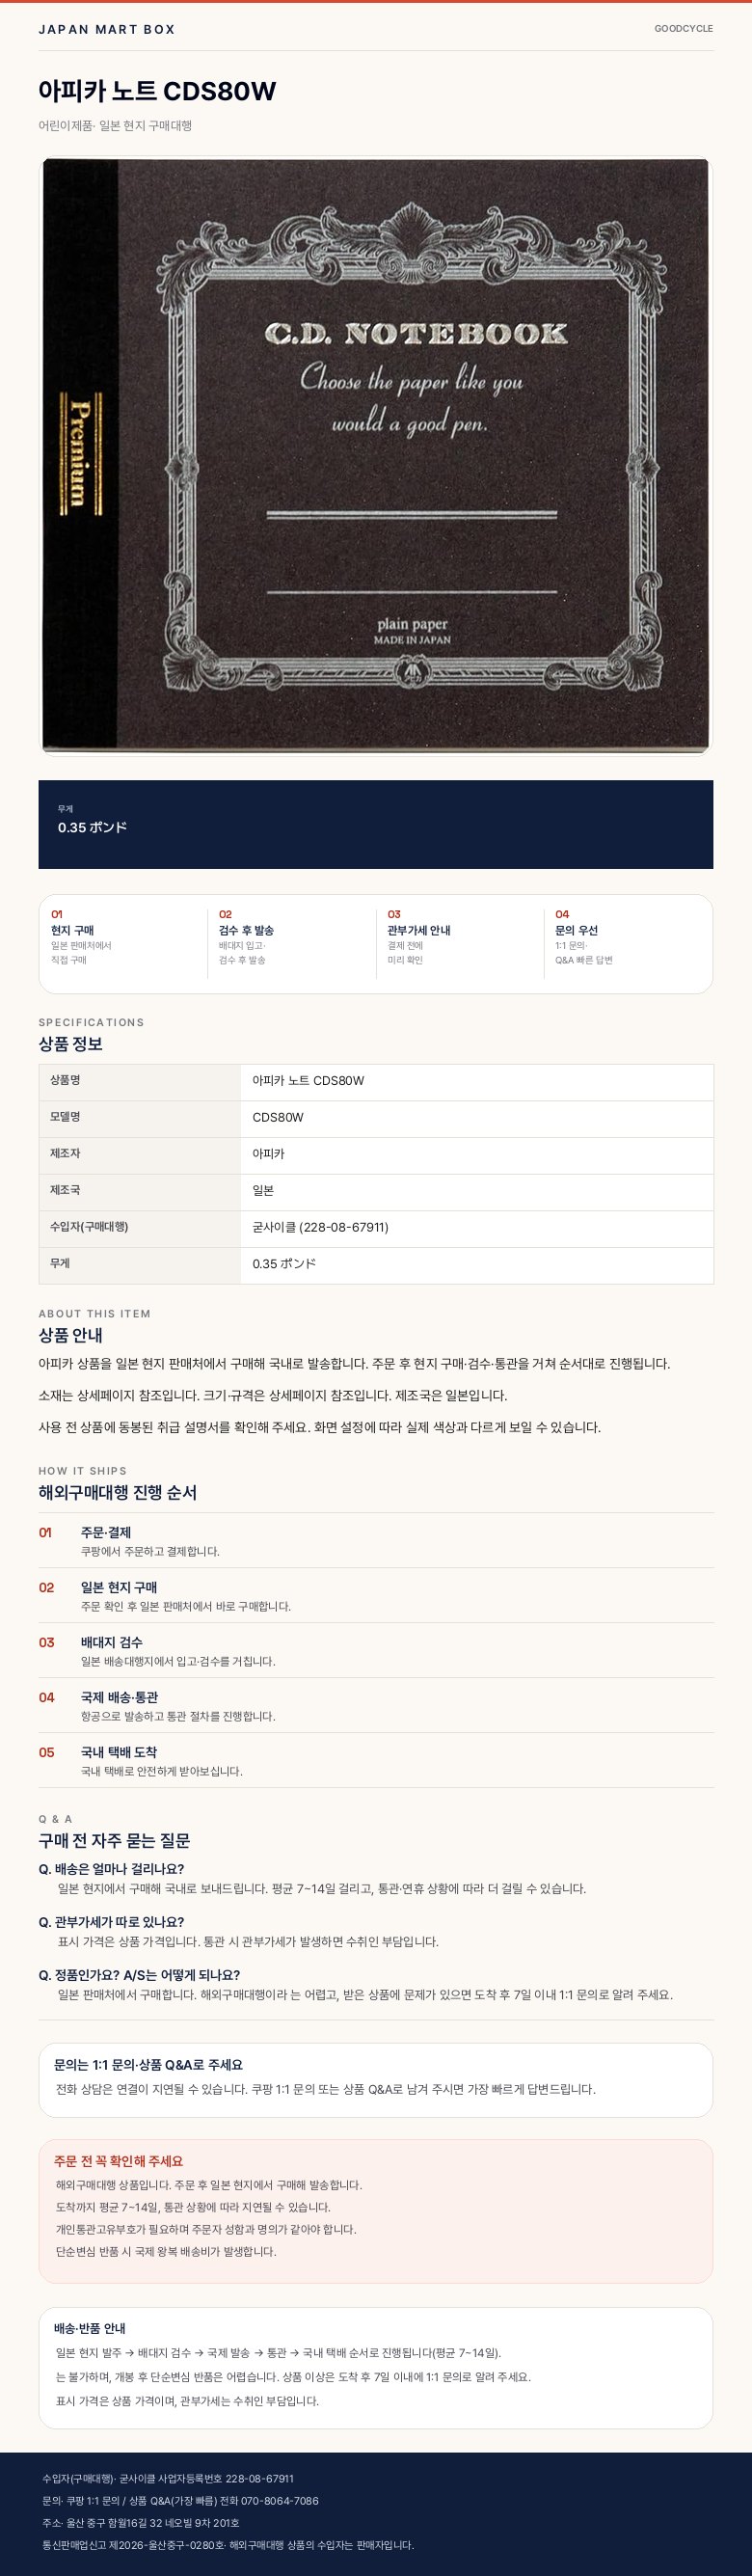 JAPAN MART BOX
GOODCYCLE
아피카 노트 CDS80W
어린이제품· 일본 현지 구매대행
C.D. NOTEBOOK
Choose the paper like you
would a good pen.
Premium
plain paper
MADE IN JAPAN
무게
0.35 ポンド
01
현지 구매
일본 판매처에서
직접 구매
02
검수 후 발송
배대지 입고·
검수 후 발송
03
관부가세 안내
결제 전에
미리 확인
04
문의 우선
1:1 문의·
Q&A 빠른 답변
SPECIFICATIONS
상품 정보
상품명 아피카 노트 CDS80W
모델명 CDS80W
제조자 아피카
제조국 일본
수입자(구매대행) 굳사이클 (228-08-67911)
무게 0.35 ポンド
ABOUT THIS ITEM
상품 안내
아피카 상품을 일본 현지 판매처에서 구매해 국내로 발송합니다. 주문 후 현지 구매·검수·통관을 거쳐 순서대로 진행됩니다.
소재는 상세페이지 참조입니다. 크기·규격은 상세페이지 참조입니다. 제조국은 일본입니다.
사용 전 상품에 동봉된 취급 설명서를 확인해 주세요. 화면 설정에 따라 실제 색상과 다르게 보일 수 있습니다.
HOW IT SHIPS
해외구매대행 진행 순서
01 주문·결제
쿠팡에서 주문하고 결제합니다.
02 일본 현지 구매
주문 확인 후 일본 판매처에서 바로 구매합니다.
03 배대지 검수
일본 배송대행지에서 입고·검수를 거칩니다.
04 국제 배송·통관
항공으로 발송하고 통관 절차를 진행합니다.
05 국내 택배 도착
국내 택배로 안전하게 받아보십니다.
Q & A
구매 전 자주 묻는 질문
Q. 배송은 얼마나 걸리나요?
일본 현지에서 구매해 국내로 보내드립니다. 평균 7~14일 걸리고, 통관·연휴 상황에 따라 더 걸릴 수 있습니다.
Q. 관부가세가 따로 있나요?
표시 가격은 상품 가격입니다. 통관 시 관부가세가 발생하면 수취인 부담입니다.
Q. 정품인가요? A/S는 어떻게 되나요?
일본 판매처에서 구매합니다. 해외구매대행이라 는 어렵고, 받은 상품에 문제가 있으면 도착 후 7일 이내 1:1 문의로 알려 주세요.
문의는 1:1 문의·상품 Q&A로 주세요
전화 상담은 연결이 지연될 수 있습니다. 쿠팡 1:1 문의 또는 상품 Q&A로 남겨 주시면 가장 빠르게 답변드립니다.
주문 전 꼭 확인해 주세요
해외구매대행 상품입니다. 주문 후 일본 현지에서 구매해 발송합니다.
도착까지 평균 7~14일, 통관 상황에 따라 지연될 수 있습니다.
개인통관고유부호가 필요하며 주문자 성함과 명의가 같아야 합니다.
단순변심 반품 시 국제 왕복 배송비가 발생합니다.
배송·반품 안내
일본 현지 발주 → 배대지 검수 → 국제 발송 → 통관 → 국내 택배 순서로 진행됩니다(평균 7~14일).
는 불가하며, 개봉 후 단순변심 반품은 어렵습니다. 상품 이상은 도착 후 7일 이내에 1:1 문의로 알려 주세요.
표시 가격은 상품 가격이며, 관부가세는 수취인 부담입니다.
수입자(구매대행)· 굳사이클 사업자등록번호 228-08-67911
문의· 쿠팡 1:1 문의 / 상품 Q&A(가장 빠름) 전화 070-8064-7086
주소· 울산 중구 함월16길 32 네오빌 9차 201호
통신판매업신고 제2026-울산중구-0280호· 해외구매대행 상품의 수입자는 판매자입니다.